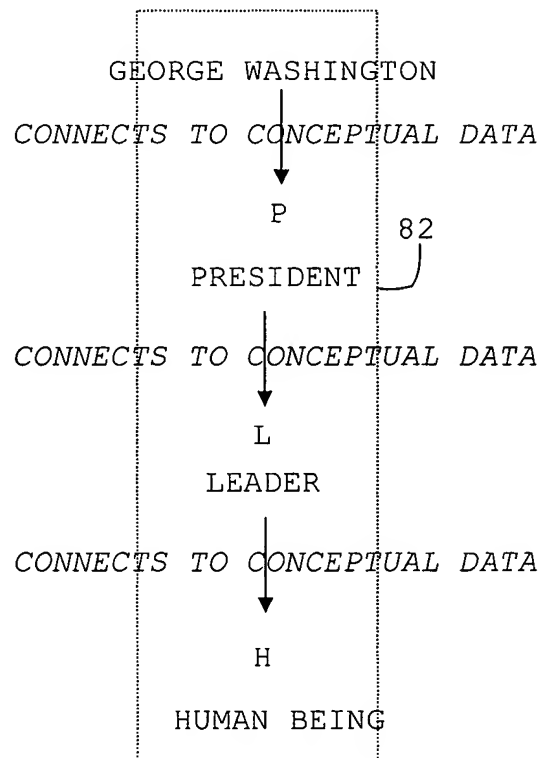 GEORGE WASHINGTON
CONNECTS TO CONCEPTUAL DATA
P
82
PRESIDENT
CONNECTS TO CONCEPTUAL DATA
L
LEADER
CONNECTS TO CONCEPTUAL DATA
H
HUMAN BEING